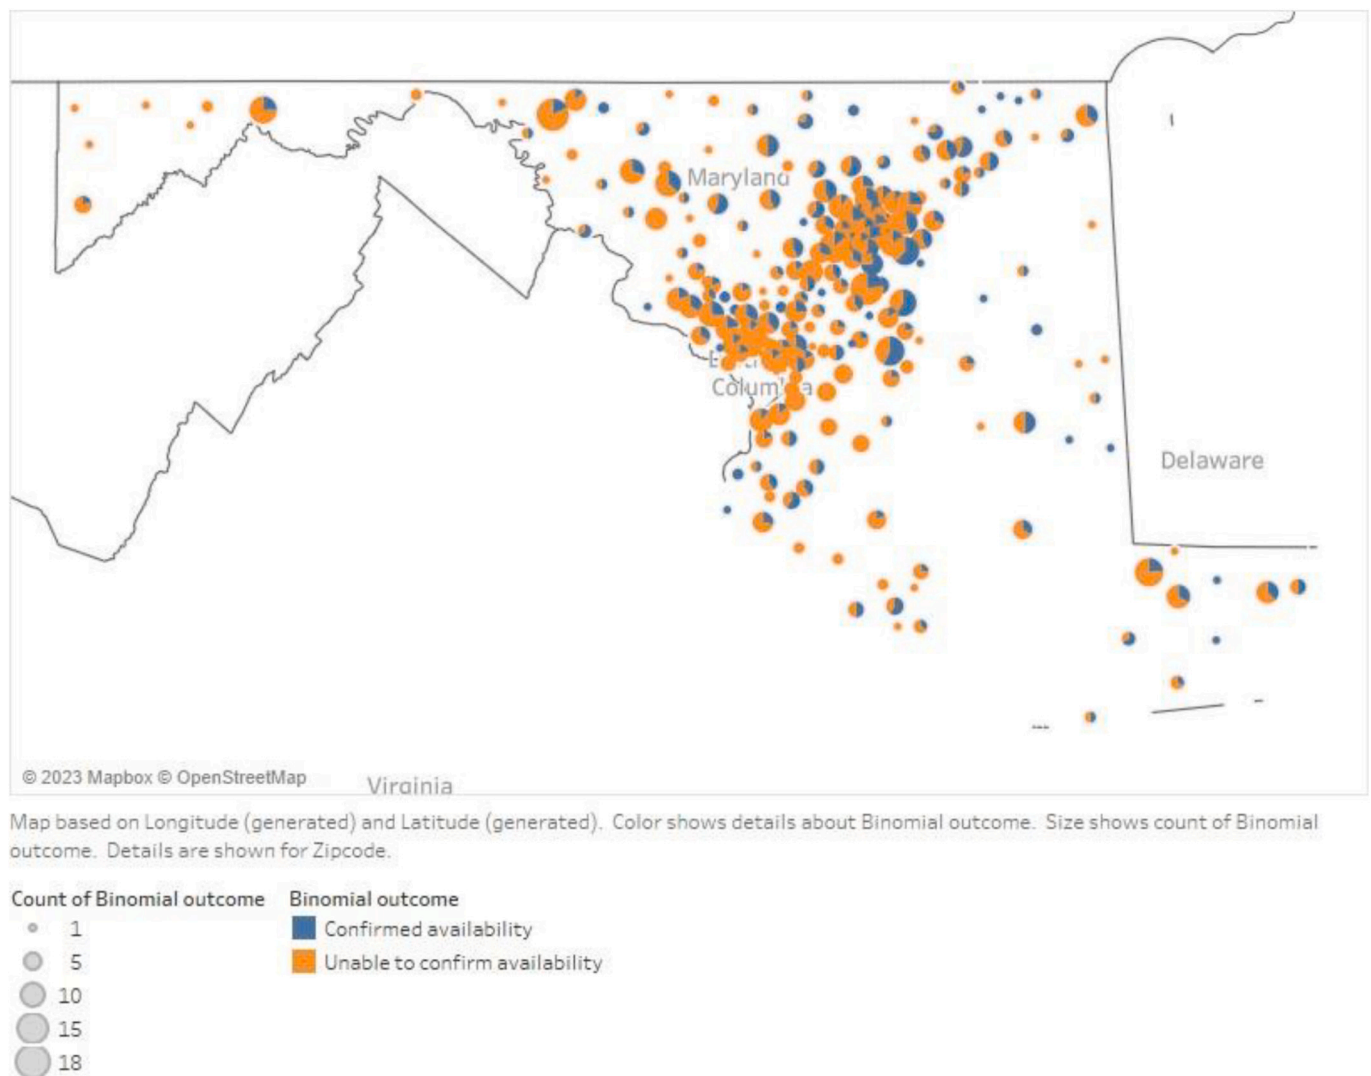 Maryland
Columbia
Delaware
© 2023 Mapbox © OpenStreetMap
Virginia
Map based on Longitude (generated) and Latitude (generated). Color shows details about Binomial outcome. Size shows count of Binomial
outcome. Details are shown for Zipcode.
Count of Binomial outcome
1
5
10
15
18
Binomial outcome
Confirmed availability
Unable to confirm availability